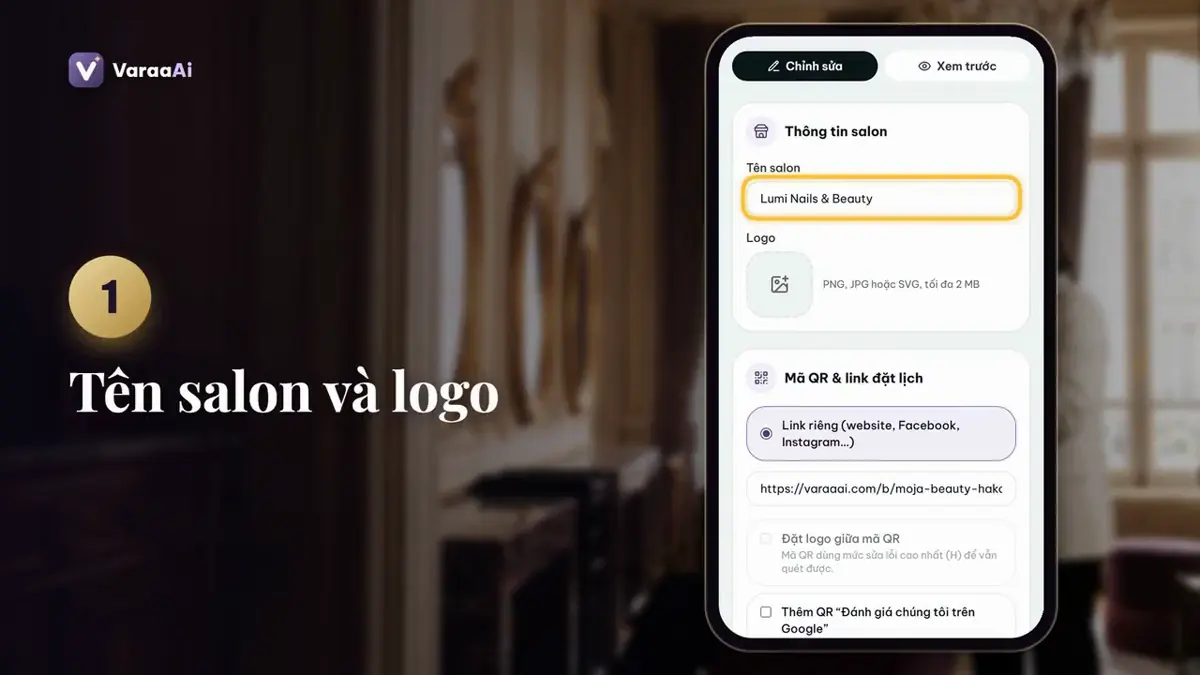 VaraaAi
1
Tên salon và logo
Chỉnh sửa
Xem trước
Thông tin salon
Tên salon
Lumi Nails & Beauty
Logo
PNG, JPG hoặc SVG, tối đa 2 MB
Mã QR & link đặt lịch
Link riêng (website, Facebook,
Instagram...)
https://varaaai.com/b/moja-beauty-hak
Đặt logo giữa mã QR
Mã QR dùng mức sửa lỗi cao nhất (H) để vẫn
quét được.
Thêm QR “Đánh giá chúng tôi trên
Google”